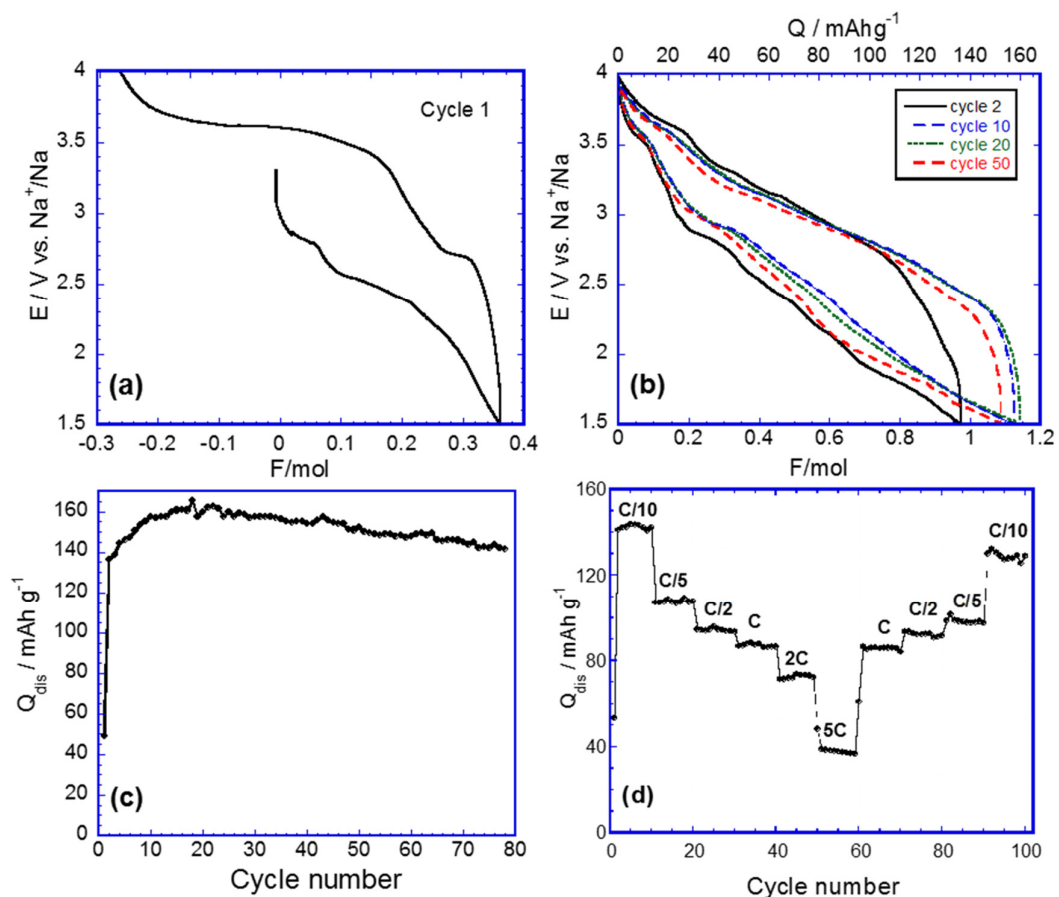 Cycle 1
E / V vs. Na⁺/Na
4
3.5
3
2.5
2
1.5
(a)
-0.3 -0.2 -0.1 0 0.1 0.2 0.3 0.4
F/mol
Q / mAh g⁻¹
0 20 40 60 80 100 120 140 160
cycle 2
cycle 10
cycle 20
cycle 50
E / V vs. Na⁺/Na
4
3.5
3
2.5
2
1.5
(b)
0 0.2 0.4 0.6 0.8 1 1.2
F/mol
Q_dis / mAh g⁻¹
160
140
120
100
80
60
40
20
0
(c)
0 10 20 30 40 50 60 70 80
Cycle number
Q_dis / mAh g⁻¹
160
120
80
40
0
C/10
C/5
C/2
C
2C
5C
C
C/2
C/5
C/10
(d)
0 20 40 60 80 100
Cycle number